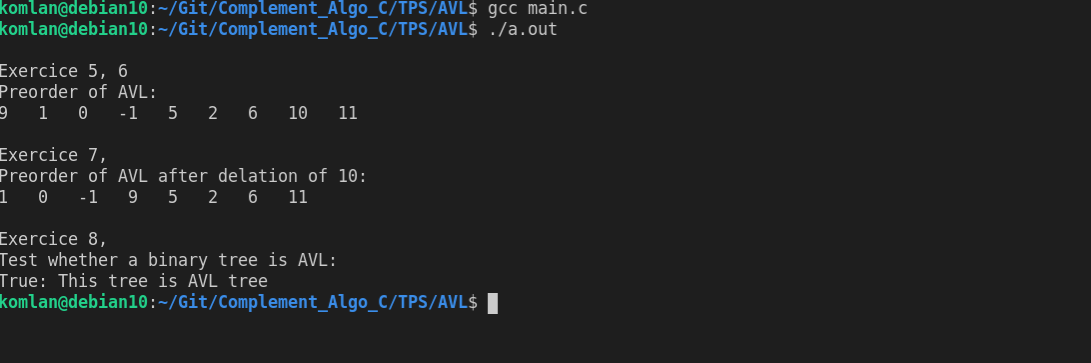 komlan@debian10:~/Git/Complement_Algo_C/TPS/AVL$ gcc main.c
komlan@debian10:~/Git/Complement_Algo_C/TPS/AVL$ ./a.out
Exercice 5, 6
Preorder of AVL:
9   1   0   -1   5   2   6   10   11
Exercice 7,
Preorder of AVL after delation of 10:
1   0   -1   9   5   2   6   11
Exercice 8,
Test whether a binary tree is AVL:
True: This tree is AVL tree
komlan@debian10:~/Git/Complement_Algo_C/TPS/AVL$